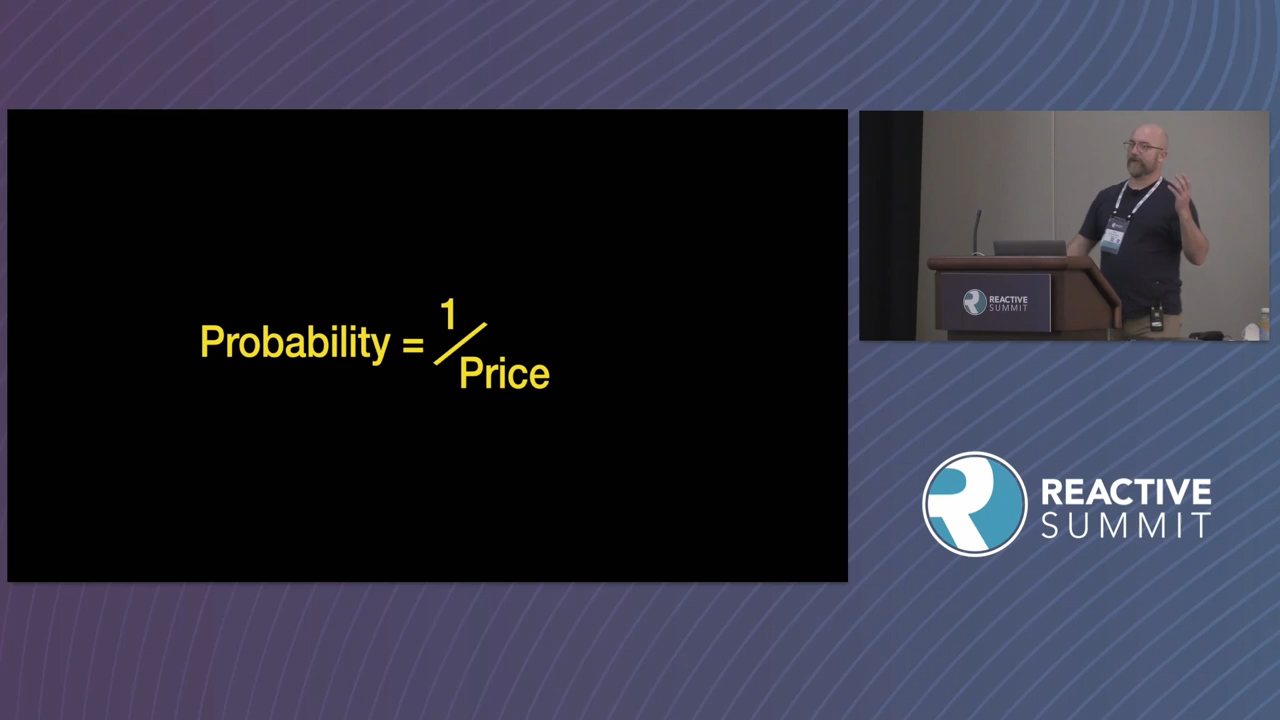 Probability = 1/Price
REACTIVE
SUMMIT
REACTIVE
SUMMIT